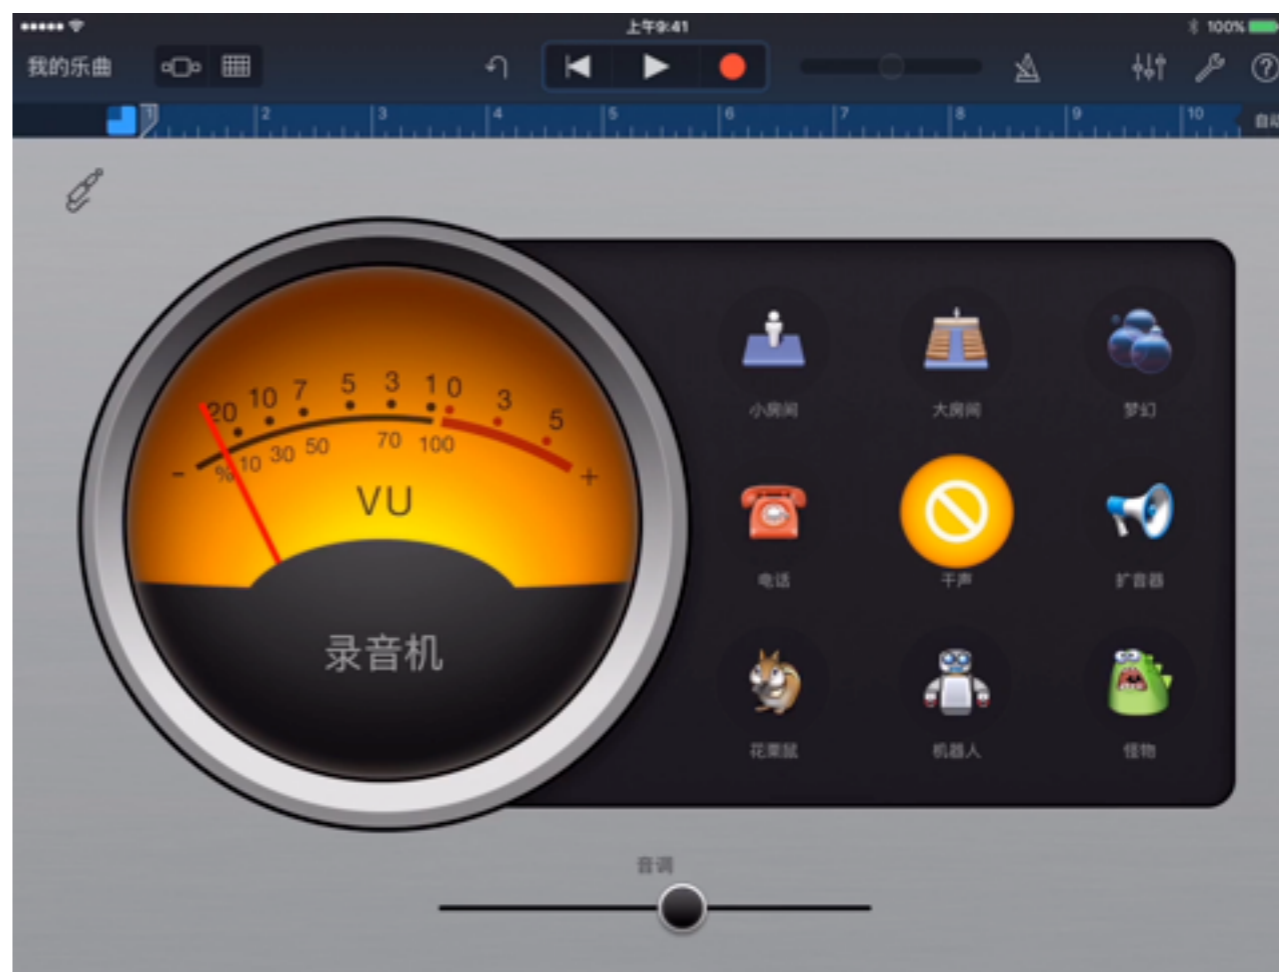 上午9:41
100%
我的乐曲
1 2 3 4 5 6 7 8 9 10
20 10 7 5 3 1 0 3 5
- % 10 30 50 70 100 +
VU
录音机
小房间 大房间 梦幻
电话 干声 扩音器
花栗鼠 机器人 怪物
音调